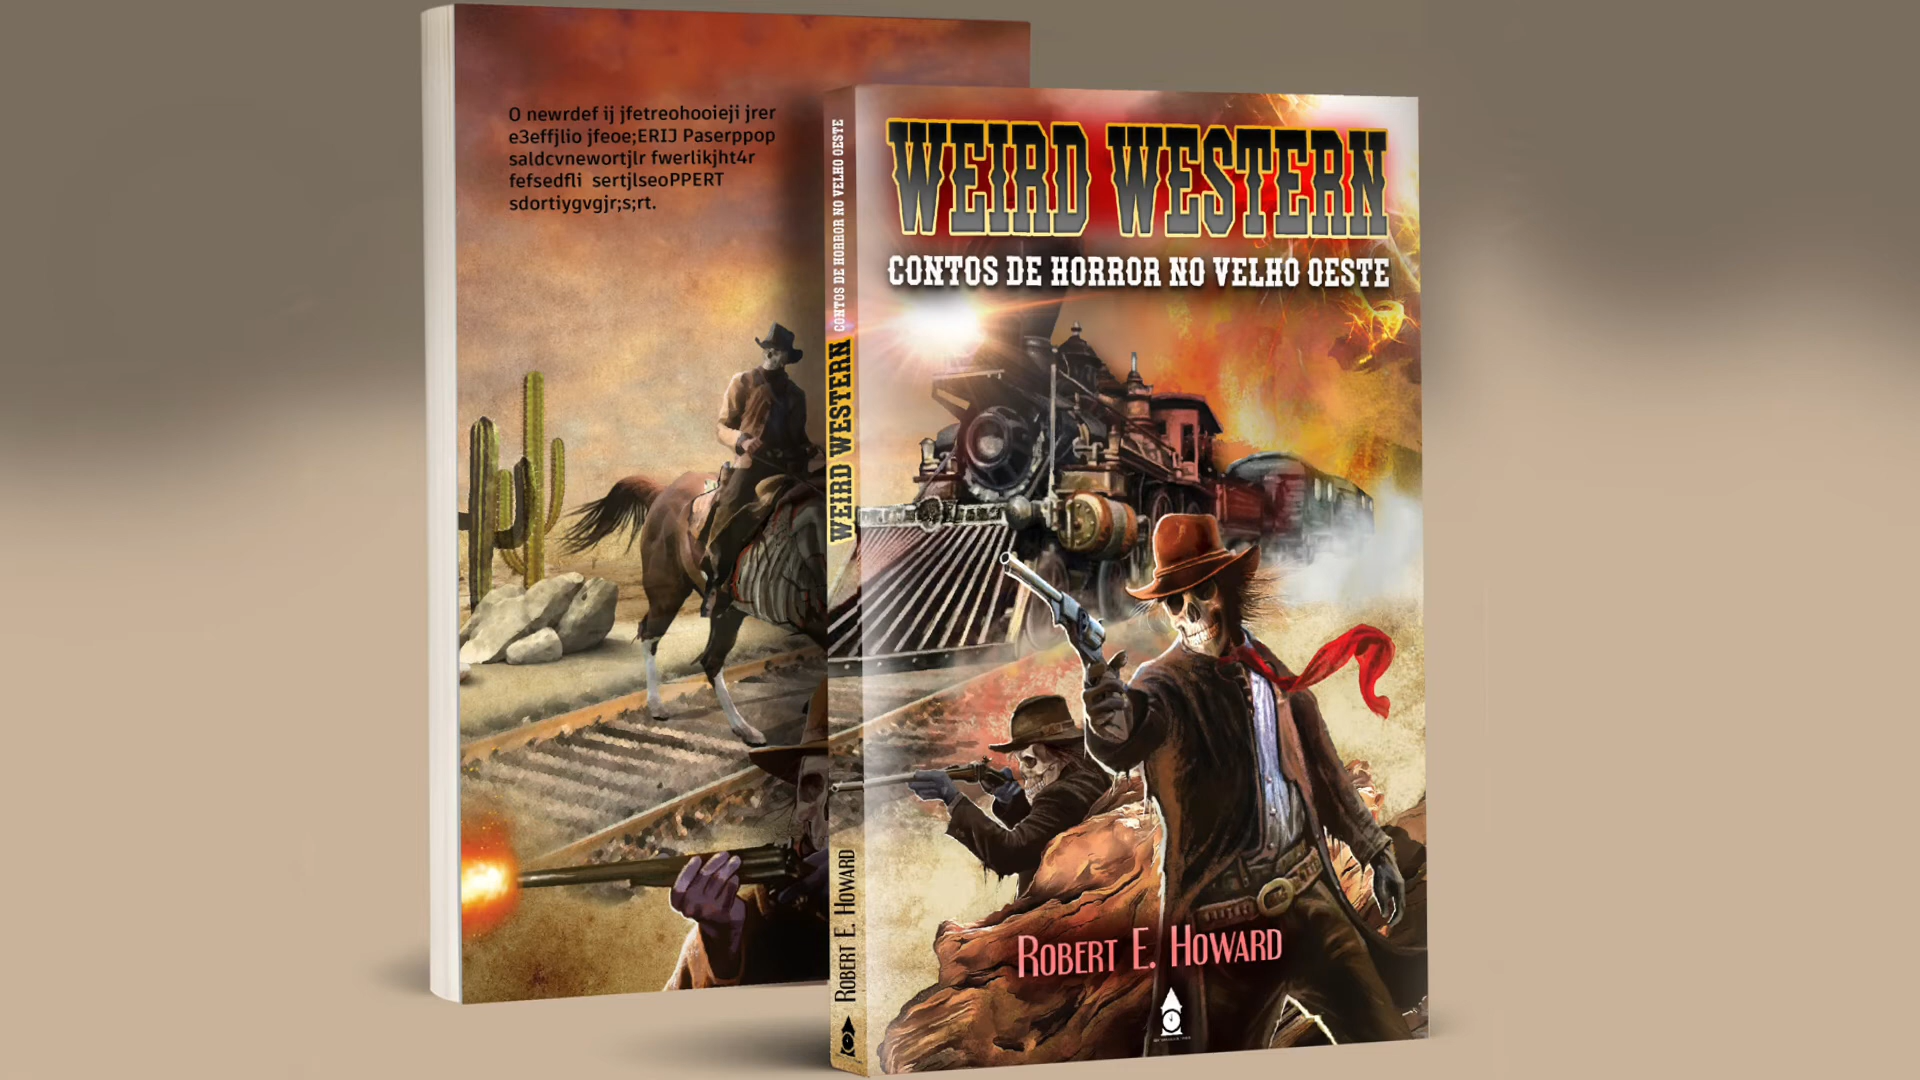 O newrdef ij jfetreohooieji jrer
e3effjlio jfeoe;ERIJ Paserppop
saldcvnewortjlr fwerlikjht4r
fefsedfli sertjlseoPPERT
sdortiygvgjr;s;rt.
WEIRD WESTERN CONTOS DE HORROR NO VELHO OESTE
ROBERT E. HOWARD
WEIRD WESTERN
CONTOS DE HORROR NO VELHO OESTE
ROBERT E. HOWARD